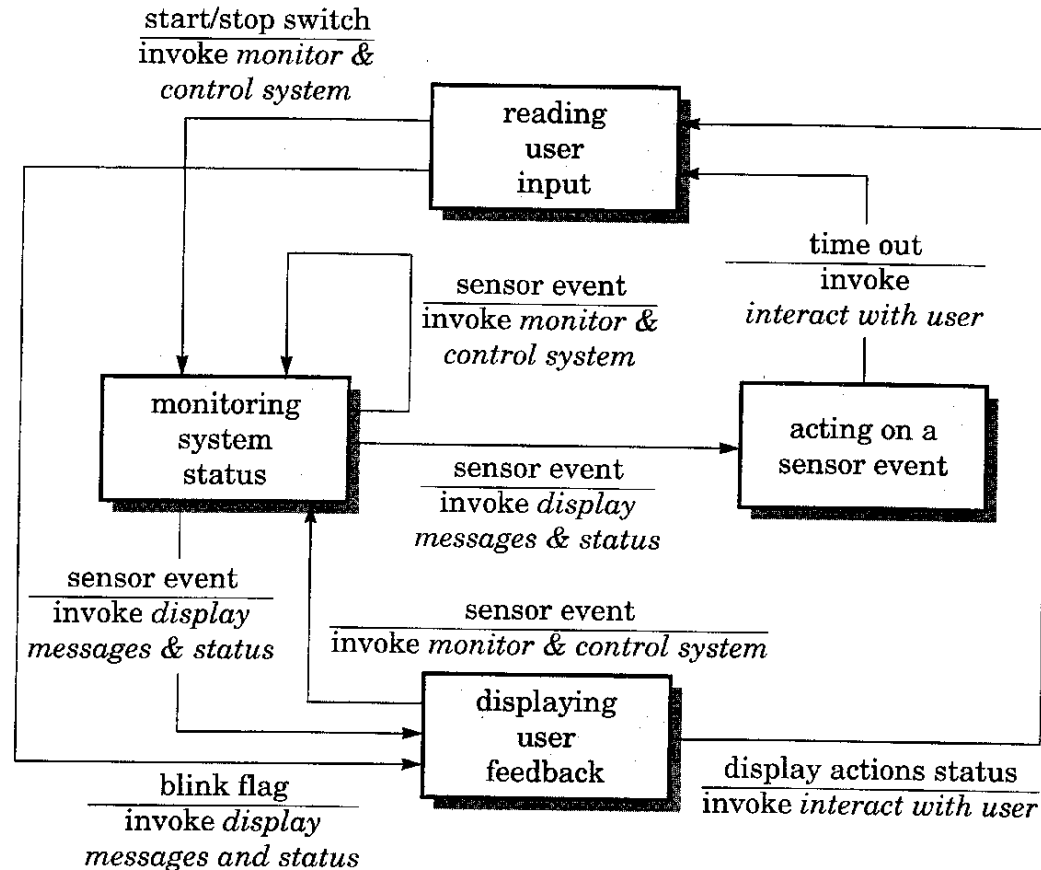 start/stop switch
invoke monitor &
control system
reading
user
input
time out
invoke
interact with user
sensor event
invoke monitor &
control system
monitoring
system
status
acting on a
sensor event
sensor event
invoke display
messages & status
sensor event
invoke display
messages & status
sensor event
invoke monitor & control system
displaying
user
feedback
display actions status
invoke interact with user
blink flag
invoke display
messages and status